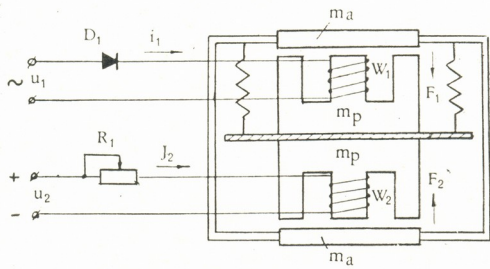 mₐ
D₁ i₁
~ u₁ W₁ F₁
mₚ
R₁ J₂ mₚ
+ u₂ - W₂ F₂
mₐ